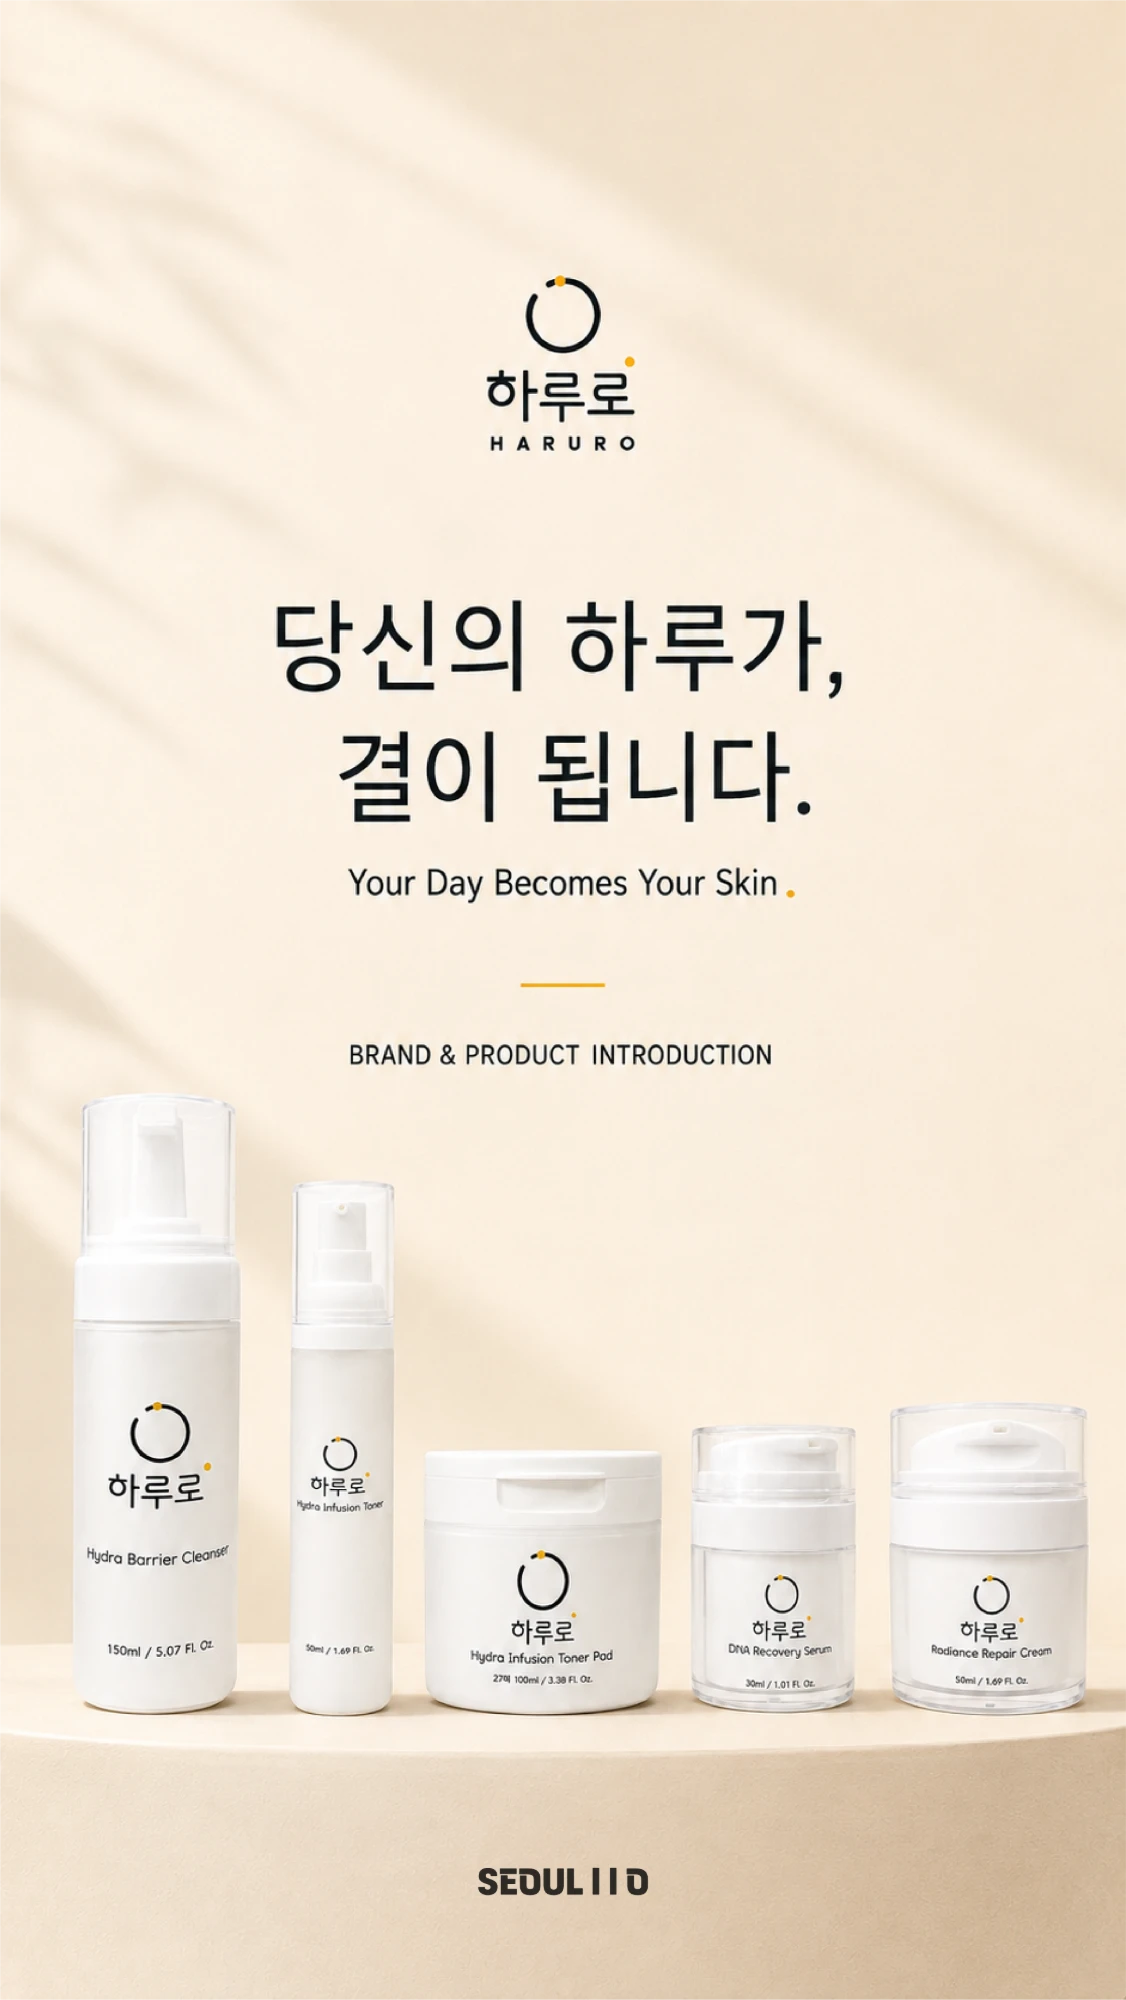 하루로
HARURO
당신의 하루가,
결이 됩니다.
Your Day Becomes Your Skin.
BRAND & PRODUCT INTRODUCTION
하루로
Hydra Barrier Cleanser
150ml / 5.07 Fl. Oz.
하루로
Hydra Infusion Toner
50ml / 1.69 Fl. Oz.
하루로
Hydra Infusion Toner Pad
27매 100ml / 3.38 Fl. Oz.
하루로
DNA Recovery Serum
30ml / 1.01 Fl. Oz.
하루로
Radiance Repair Cream
50ml / 1.69 Fl. Oz.
SEOUL110